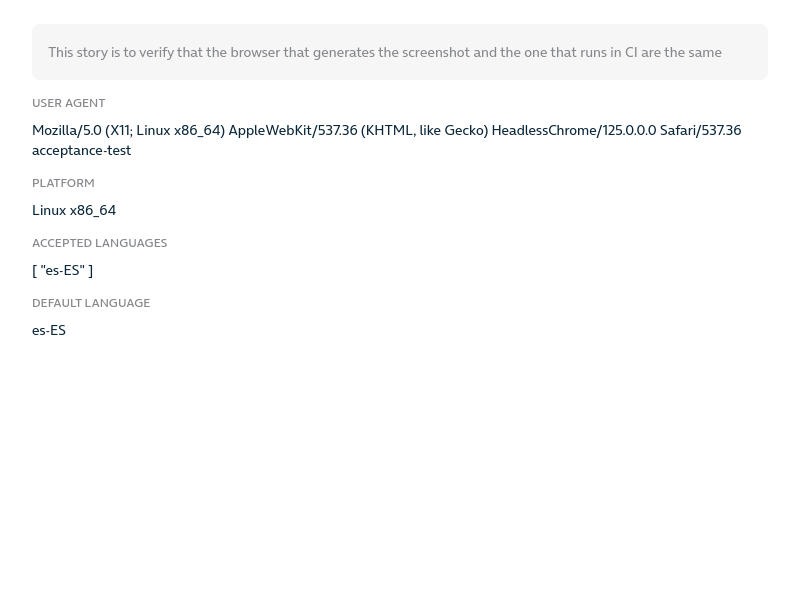 This story is to verify that the browser that generates the screenshot and the one that runs in CI are the same
USER AGENT
Mozilla/5.0 (X11; Linux x86_64) AppleWebKit/537.36 (KHTML, like Gecko) HeadlessChrome/125.0.0.0 Safari/537.36
acceptance-test
PLATFORM
Linux x86_64
ACCEPTED LANGUAGES
[ "es-ES" ]
DEFAULT LANGUAGE
es-ES